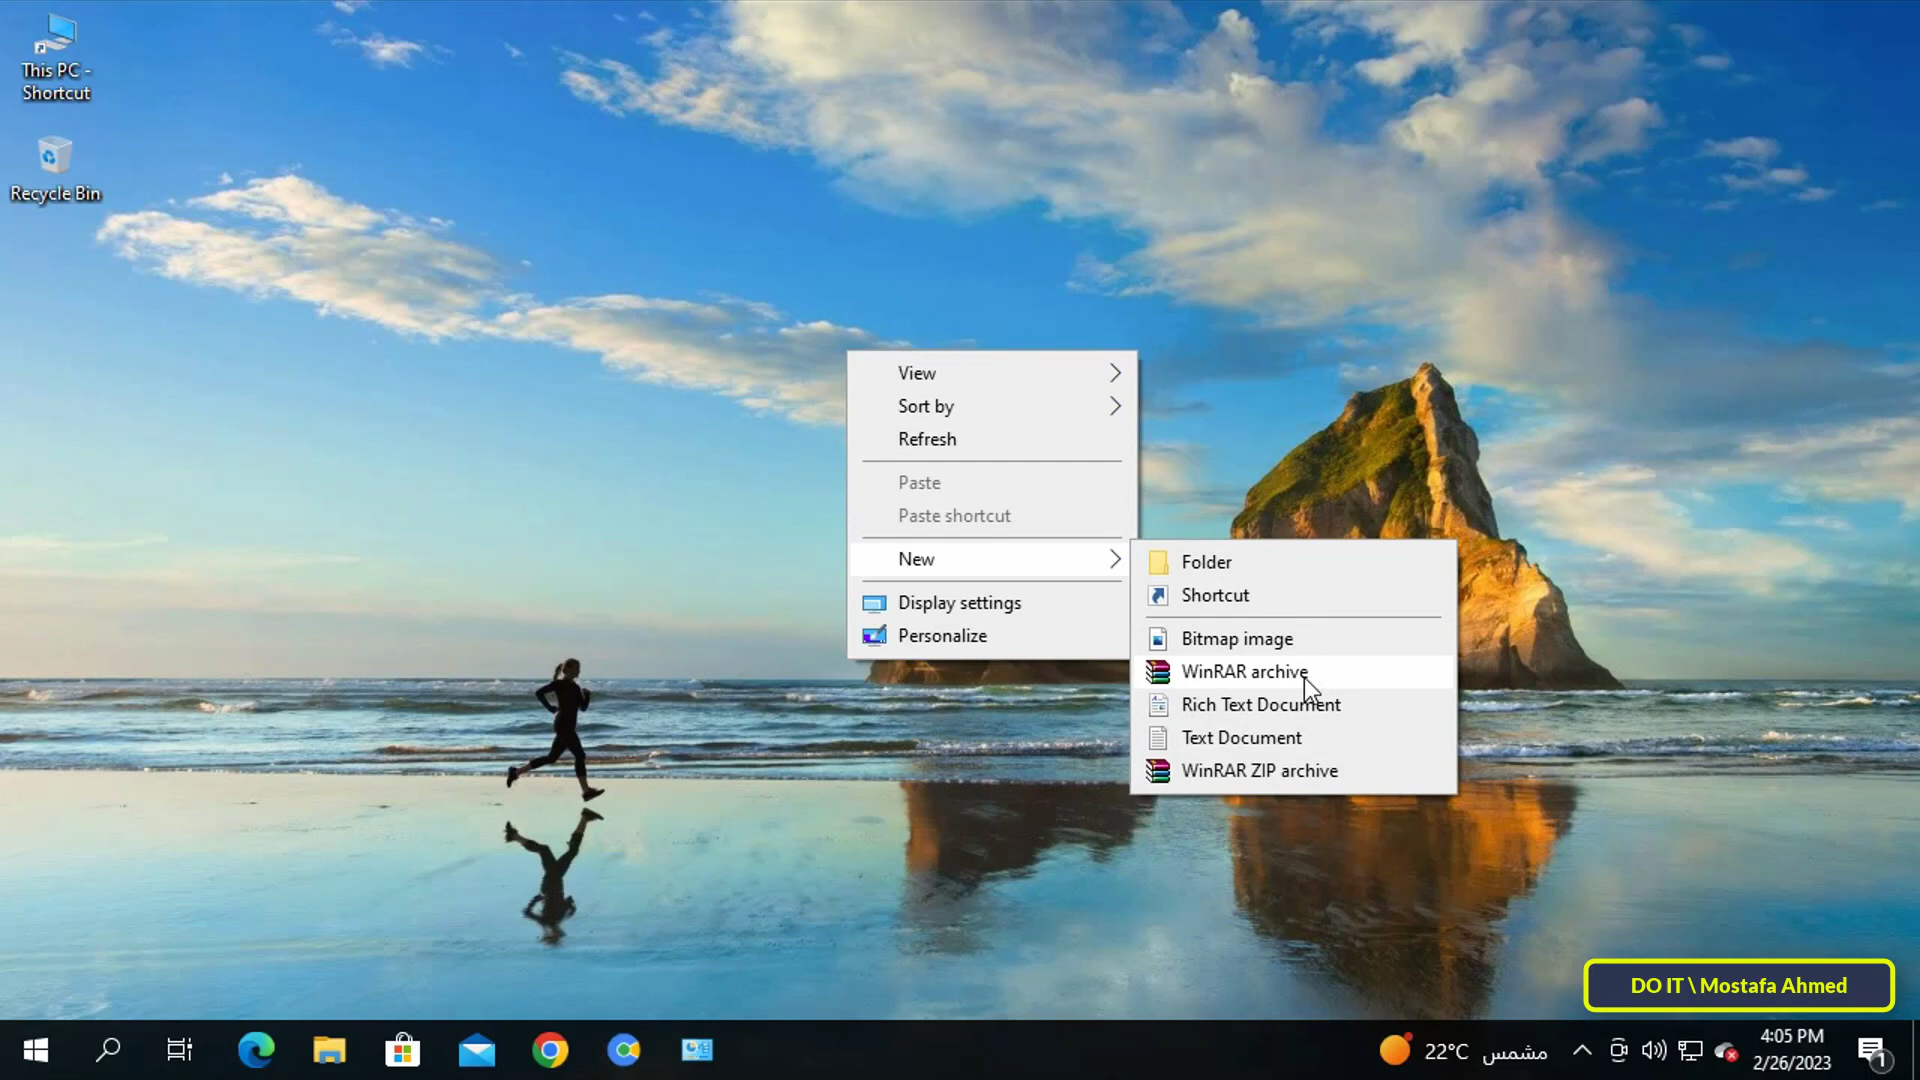 This PC -
Shortcut
Recycle Bin
View
Sort by
Refresh
Paste
Paste shortcut
New
Display settings
Personalize
Folder
Shortcut
Bitmap image
WinRAR archive
Rich Text Document
Text Document
WinRAR ZIP archive
DO IT \ Mostafa Ahmed
22°C مشمس
4:05 PM
2/26/2023
1